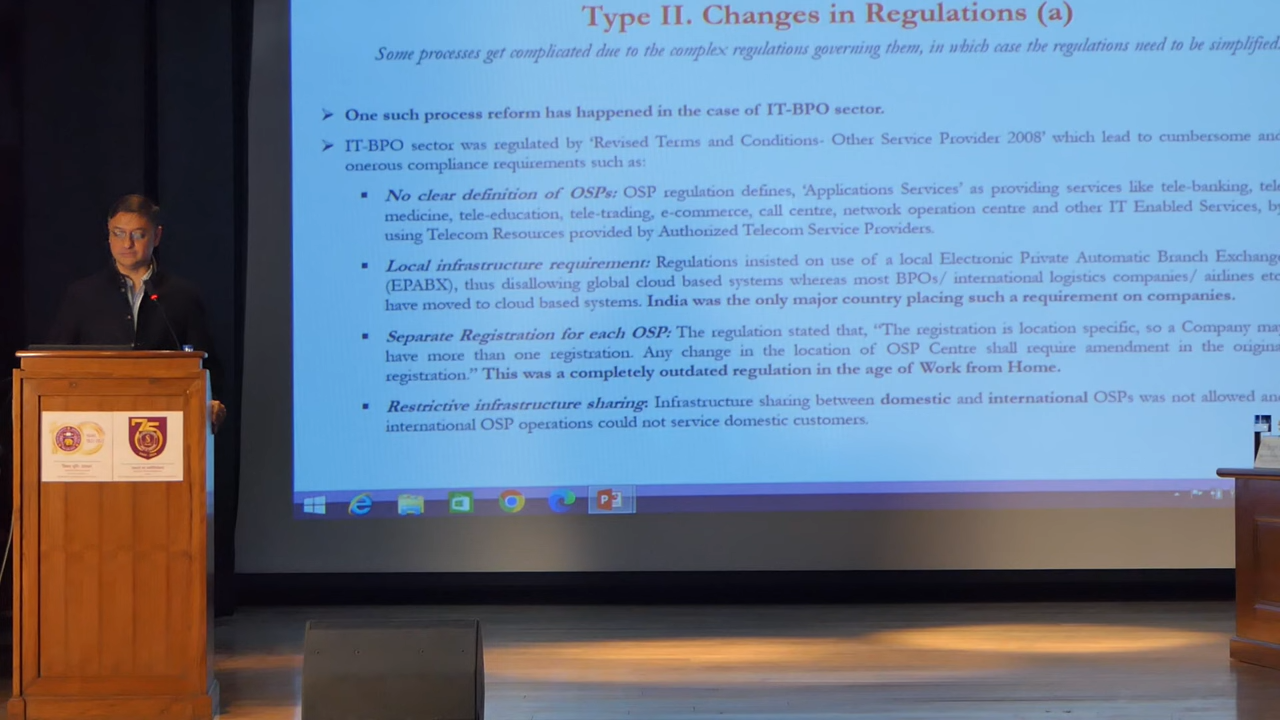 Type II. Changes in Regulations (a)
Some processes get complicated due to the complex regulations governing them, in which case the regulations need to be simplified.
➤ One such process reform has happened in the case of IT-BPO sector.
➤ IT-BPO sector was regulated by ‘Revised Terms and Conditions- Other Service Provider 2008’ which lead to cumbersome and
onerous compliance requirements such as:
▪ No clear definition of OSPs: OSP regulation defines, ‘Applications Services’ as providing services like tele-banking, tele
medicine, tele-education, tele-trading, e-commerce, call centre, network operation centre and other IT Enabled Services, by
using Telecom Resources provided by Authorized Telecom Service Providers.
▪ Local infrastructure requirement: Regulations insisted on use of a local Electronic Private Automatic Branch Exchange
(EPABX), thus disallowing global cloud based systems whereas most BPOs/ international logistics companies/ airlines etc
have moved to cloud based systems. India was the only major country placing such a requirement on companies.
▪ Separate Registration for each OSP: The regulation stated that, “The registration is location specific, so a Company ma
have more than one registration. Any change in the location of OSP Centre shall require amendment in the origina
registration.” This was a completely outdated regulation in the age of Work from Home.
▪ Restrictive infrastructure sharing: Infrastructure sharing between domestic and international OSPs was not allowed an
international OSP operations could not service domestic customers.
75